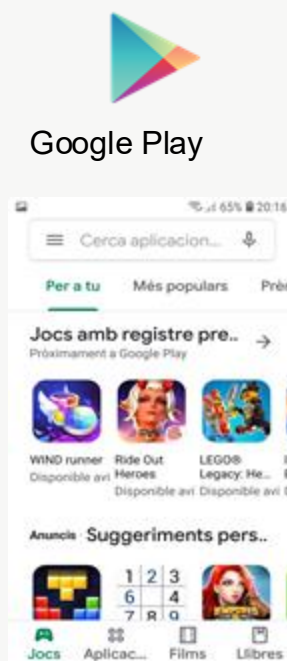 Google Play
65% 20:16
Cerca aplicacion...
Per a tu Més populars
Jocs amb registre pre.. →
Pròximament a Google Play
WIND runner Ride Out LEGO®
Disponible avi Heroes Legacy: He...
Disponible avi Disponible avi
Anuncis · Suggeriments pers..
1 2 3
6 4
7 8 9
Jocs Aplicac... Films Llibres